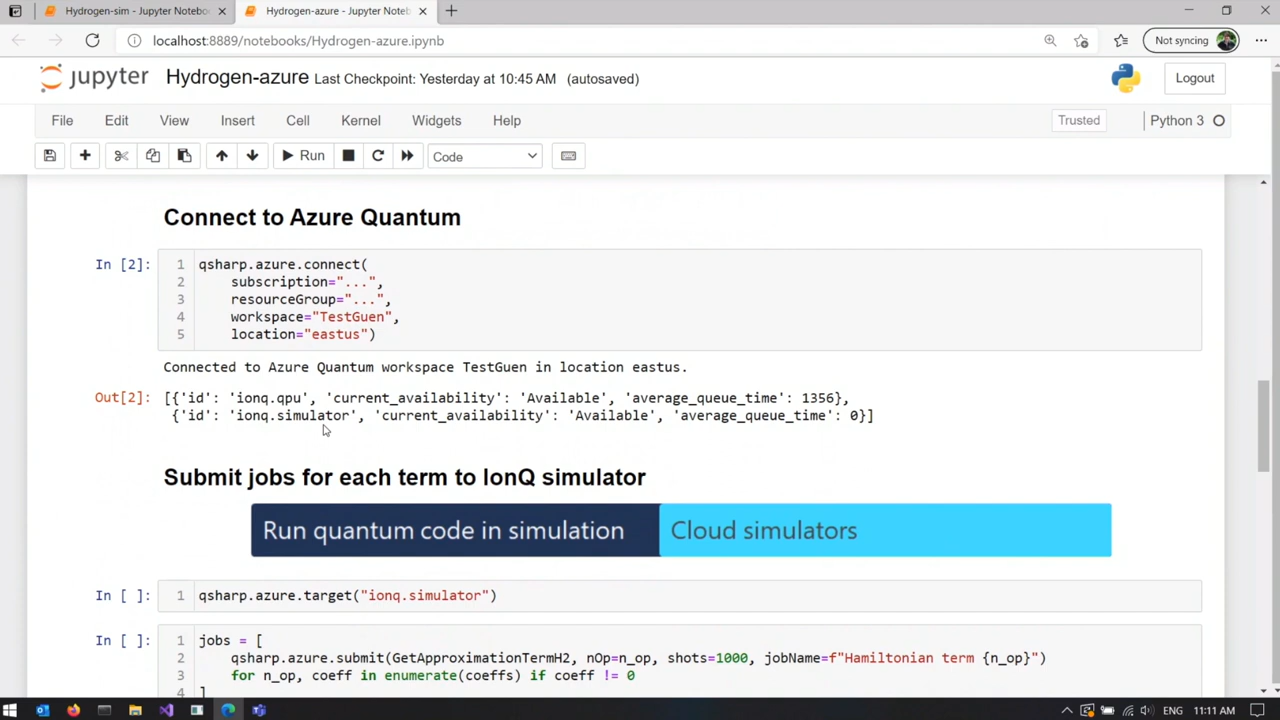 Hydrogen-sim - Jupyter Notebo
Hydrogen-azure - Jupyter Noteb
localhost:8889/notebooks/Hydrogen-azure.ipynb
Not syncing
jupyter
Hydrogen-azure Last Checkpoint: Yesterday at 10:45 AM (autosaved)
Logout
File Edit View Insert Cell Kernel Widgets Help
Trusted
Python 3
Run
Code
Connect to Azure Quantum
In [2]:
1 qsharp.azure.connect(
2 subscription="...",
3 resourceGroup="...",
4 workspace="TestGuen",
5 location="eastus")
Connected to Azure Quantum workspace TestGuen in location eastus.
Out[2]: [{'id': 'ionq.qpu', 'current_availability': 'Available', 'average_queue_time': 1356},
{'id': 'ionq.simulator', 'current_availability': 'Available', 'average_queue_time': 0}]
Submit jobs for each term to IonQ simulator
Run quantum code in simulation
Cloud simulators
In [ ]:
1 qsharp.azure.target("ionq.simulator")
In [ ]:
1 jobs = [
2 qsharp.azure.submit(GetApproximationTermH2, nOp=n_op, shots=1000, jobName=f"Hamiltonian term {n_op}")
3 for n_op, coeff in enumerate(coeffs) if coeff != 0
4 ]
11:11 AM